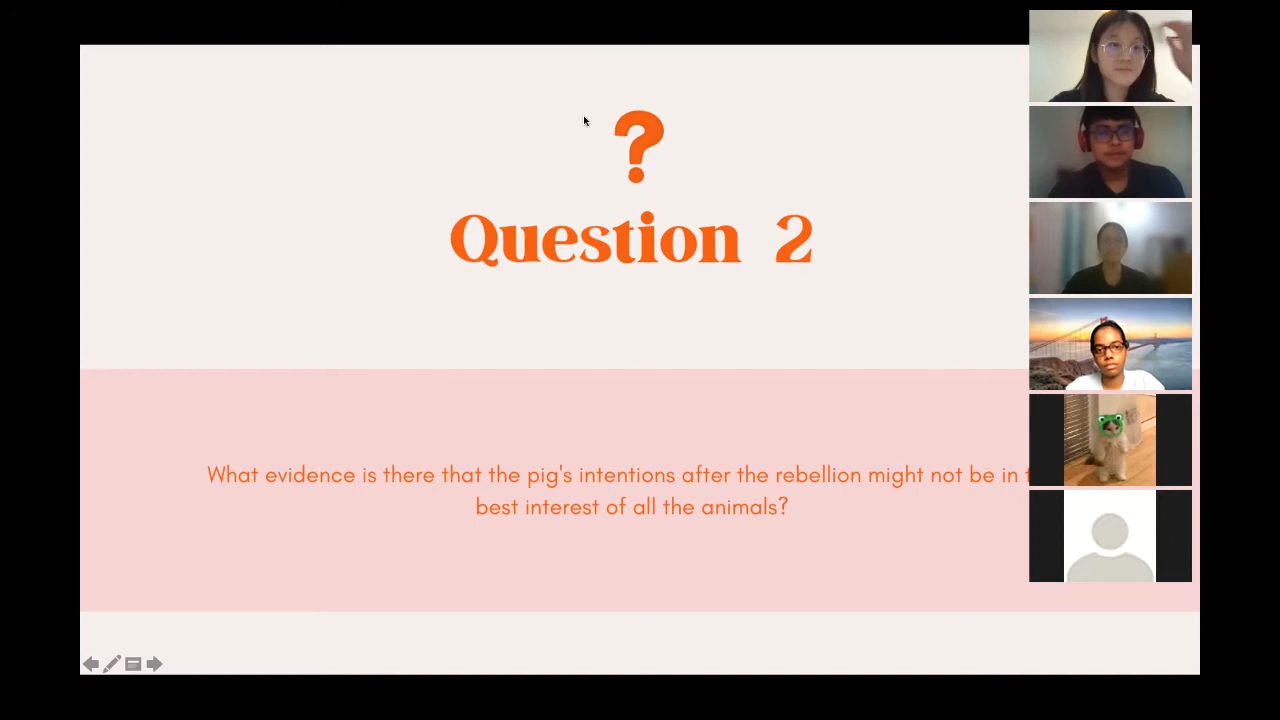 ?
Question 2
What evidence is there that the pig's intentions after the rebellion might not be in
best interest of all the animals?